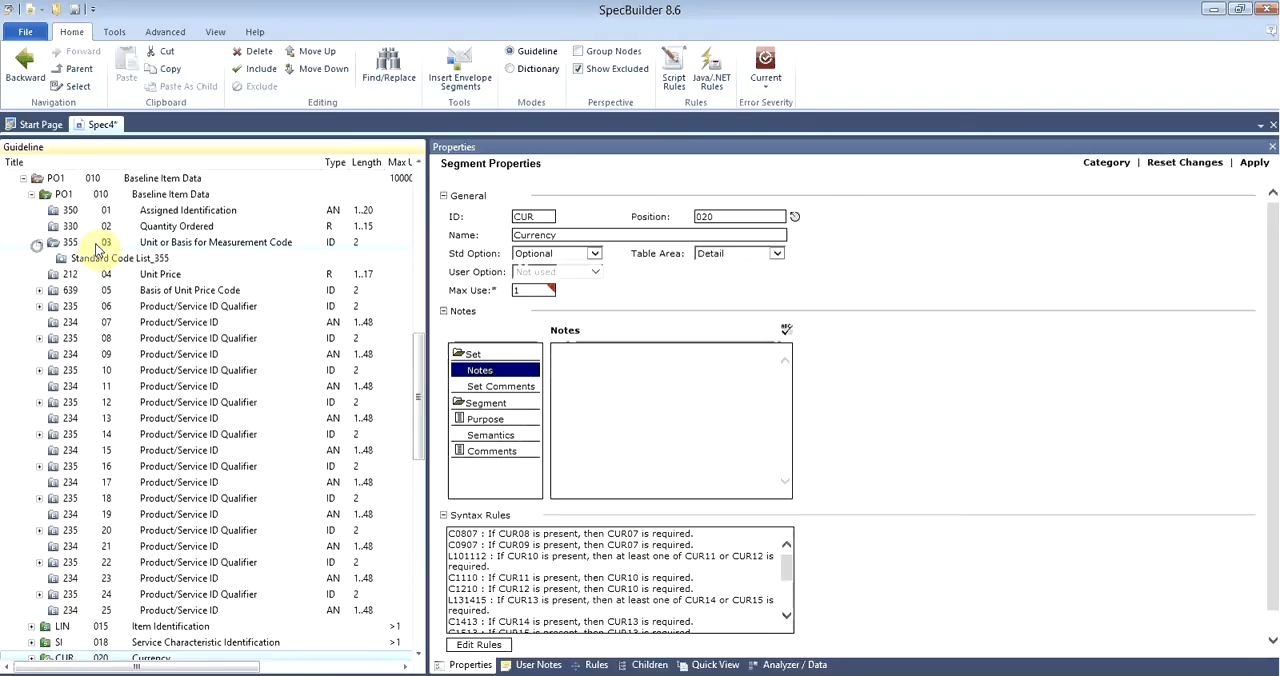 SpecBuilder 8.6
File Home Tools Advanced View Help
Backward Forward Parent Select
Paste Cut Copy Paste As Child
Delete Include Exclude Move Up Move Down
Find/Replace
Insert Envelope Segments
Guideline Dictionary
Group Nodes Show Excluded
Script Rules Java/.NET Rules
Current
Navigation Clipboard Editing Tools Modes Perspective Rules Error Severity
Start Page Spec4*
Guideline
Title Type Length Max U
PO1 010 Baseline Item Data 10000
PO1 010 Baseline Item Data
350 01 Assigned Identification AN 1..20
330 02 Quantity Ordered R 1..15
355 03 Unit or Basis for Measurement Code ID 2
Standard Code List_355
212 04 Unit Price R 1..17
639 05 Basis of Unit Price Code ID 2
235 06 Product/Service ID Qualifier ID 2
234 07 Product/Service ID AN 1..48
235 08 Product/Service ID Qualifier ID 2
234 09 Product/Service ID AN 1..48
235 10 Product/Service ID Qualifier ID 2
234 11 Product/Service ID AN 1..48
235 12 Product/Service ID Qualifier ID 2
234 13 Product/Service ID AN 1..48
235 14 Product/Service ID Qualifier ID 2
234 15 Product/Service ID AN 1..48
235 16 Product/Service ID Qualifier ID 2
234 17 Product/Service ID AN 1..48
235 18 Product/Service ID Qualifier ID 2
234 19 Product/Service ID AN 1..48
235 20 Product/Service ID Qualifier ID 2
234 21 Product/Service ID AN 1..48
235 22 Product/Service ID Qualifier ID 2
234 23 Product/Service ID AN 1..48
235 24 Product/Service ID Qualifier ID 2
234 25 Product/Service ID AN 1..48
LIN 015 Item Identification >1
SI 018 Service Characteristic Identification >1
CUR 020 Currency
Properties
Segment Properties Category | Reset Changes | Apply
General
ID: CUR Position: 020
Name: Currency
Std Option: Optional Table Area: Detail
User Option: Not used
Max Use:* 1
Notes
Notes
Set
Notes
Set Comments
Segment
Purpose
Semantics
Comments
Syntax Rules
C0807 : If CUR08 is present, then CUR07 is required.
C0907 : If CUR09 is present, then CUR07 is required.
L101112 : If CUR10 is present, then at least one of CUR11 or CUR12 is
required.
C1110 : If CUR11 is present, then CUR10 is required.
C1210 : If CUR12 is present, then CUR10 is required.
L131415 : If CUR13 is present, then at least one of CUR14 or CUR15 is
required.
C1413 : If CUR14 is present, then CUR13 is required.
C1513 : If CUR15 is present, then CUR13 is required.
Edit Rules
Properties User Notes Rules Children Quick View Analyzer / Data